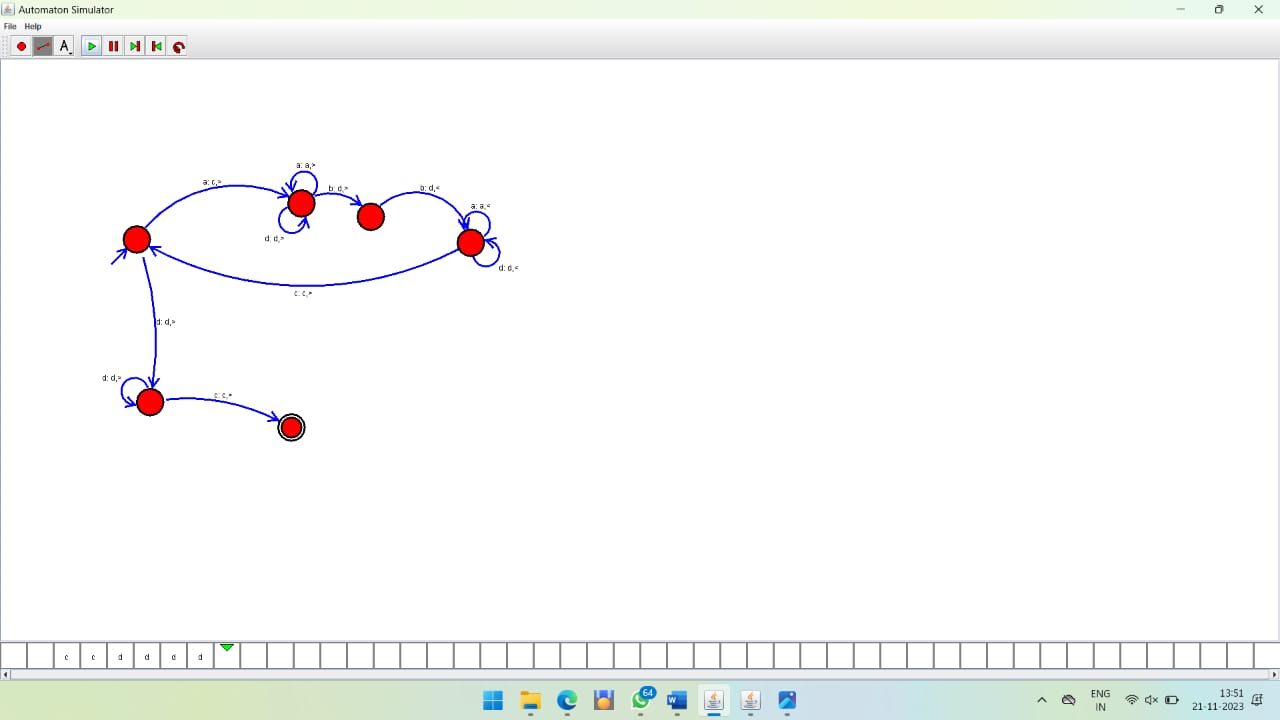 Automaton Simulator
File Help
A
a: a,>
a: c,>
b: d,>
b: d,<
a: a,<
d: d,>
d: d,<
c: c,>
d: d,>
d: d,>
c: c,>
c c d d d d
64
W
ENG
IN
13:51
21-11-2023